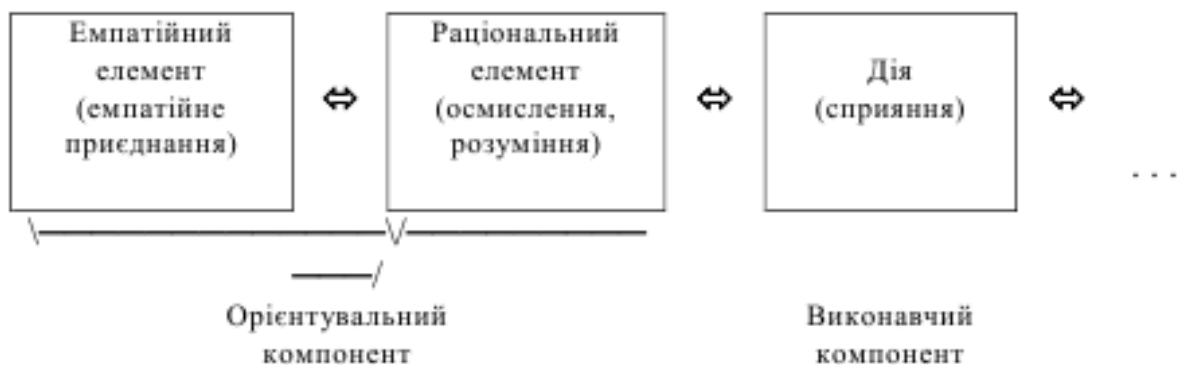 Емпатійний
елемент
(емпатійне
приєднання)
⇔
Раціональний
елемент
(осмислення,
розуміння)
⇔
Дія
(сприяння)
⇔
. . .
Орієнтувальний
компонент
Виконавчий
компонент